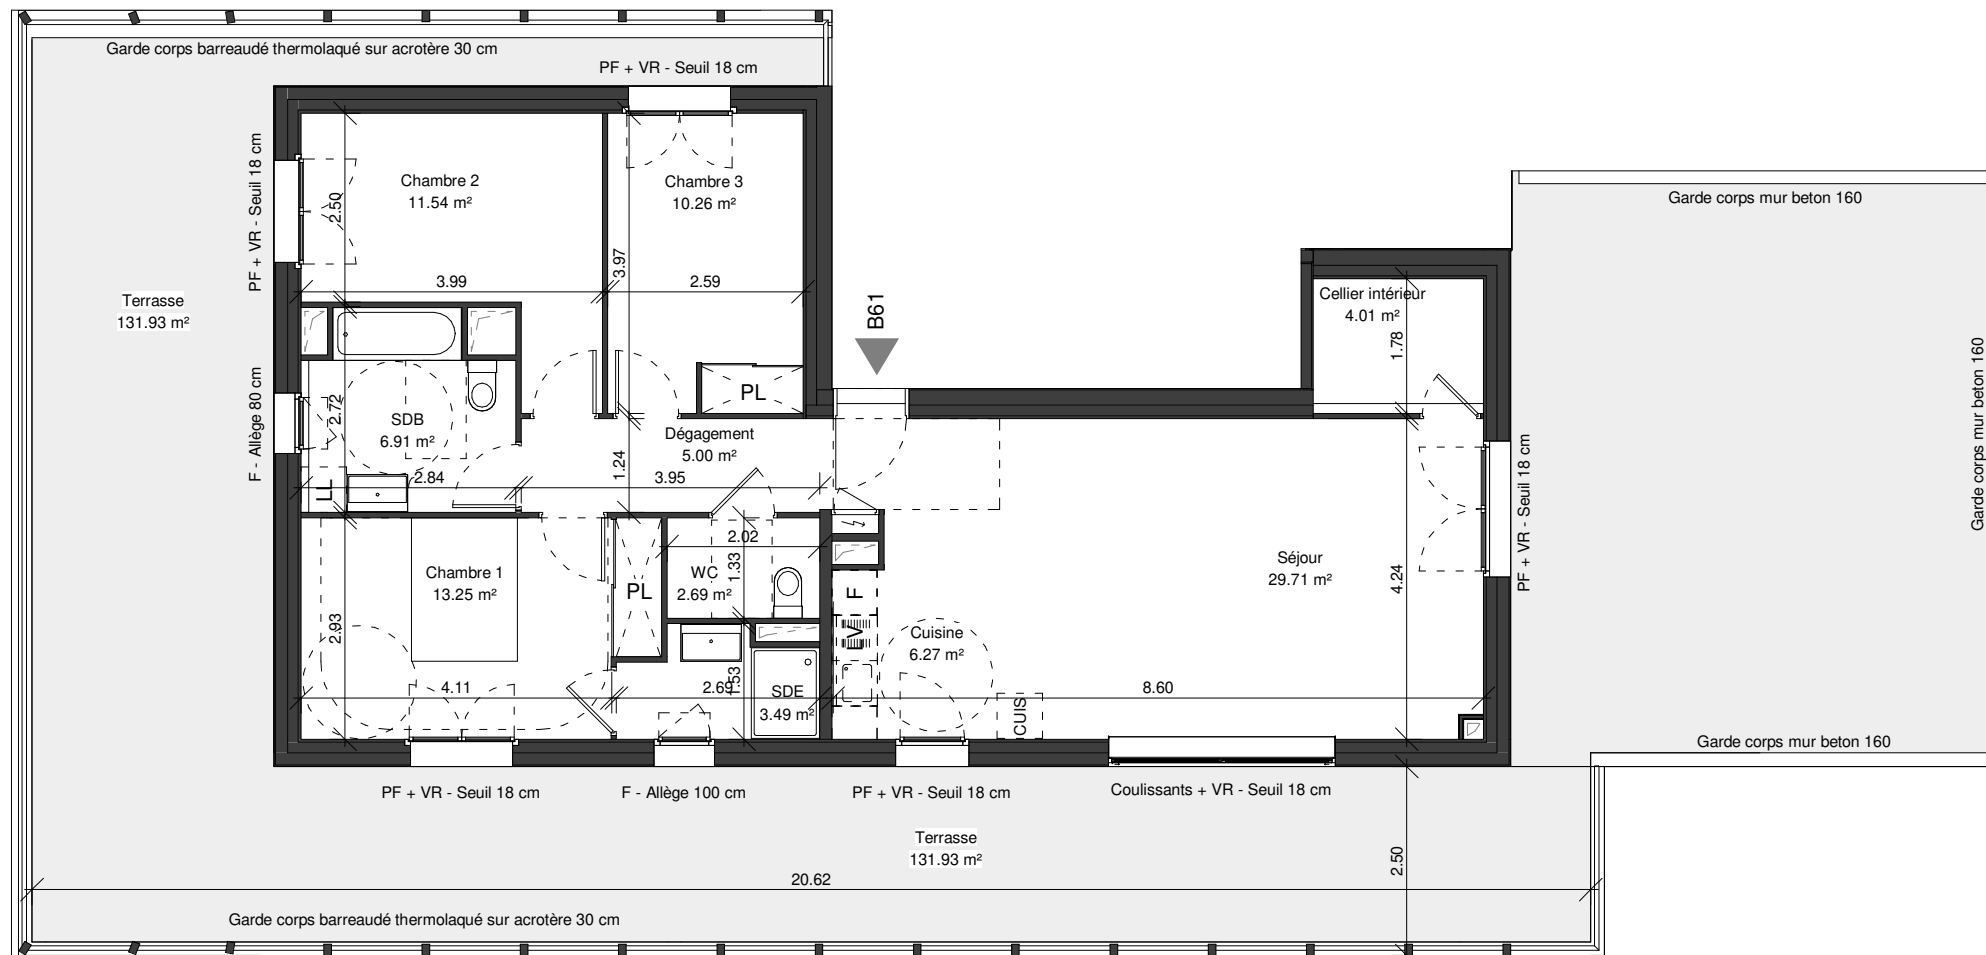 Garde corps barreaudé thermolaqué sur acrotère 30 cm
PF + VR - Seuil 18 cm
PF + VR - Seuil 18 cm
Garde corps mur beton 160
Chambre 2
11.54 m²
Chambre 3
10.26 m²
2.50
3.97
3.99
2.59
Terrasse
131.93 m²
B61
Cellier intérieur
4.01 m²
1.78
Garde corps mur beton 160
F - Allège 80 cm
PL
2.72
SDB
6.91 m²
Dégagement
5.00 m²
1.24
2.84
3.95
LL
PF + VR - Seuil 18 cm
2.02
1.33
Chambre 1
13.25 m²
PL
WC
2.69 m²
F
Séjour
29.71 m²
4.24
2.93
LV
Cuisine
6.27 m²
4.11
2.69
1.53
SDE
3.49 m²
8.60
CUIS
Garde corps mur beton 160
PF + VR - Seuil 18 cm
F - Allège 100 cm
PF + VR - Seuil 18 cm
Coulissants + VR - Seuil 18 cm
Terrasse
131.93 m²
2.50
20.62
Garde corps barreaudé thermolaqué sur acrotère 30 cm